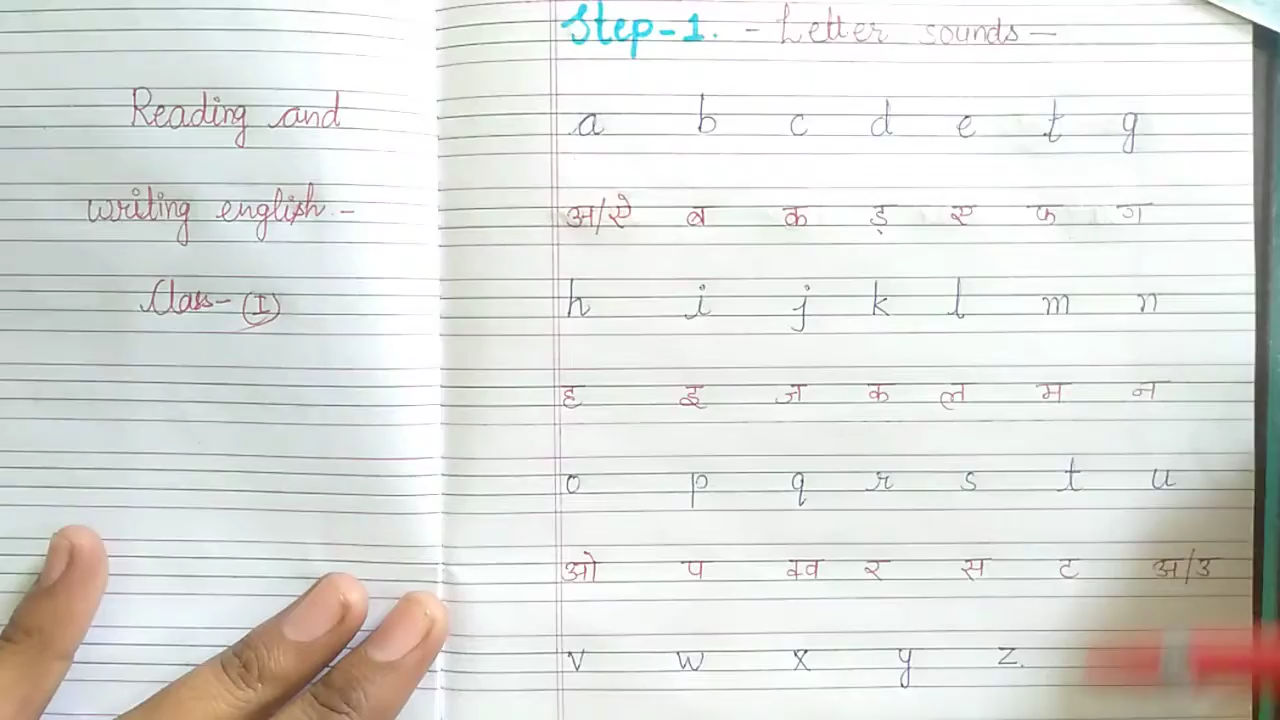 Reading and
writing english -
Class - (I)
Step-1. - Letter sounds -
a b c d e t g
अ/ऐ ब क ड़ ए फ ग
h i j k l m n
ह इ ज क ल म न
o p q r s t u
ओ प क्व र स ट अ/उ
v w x y z.